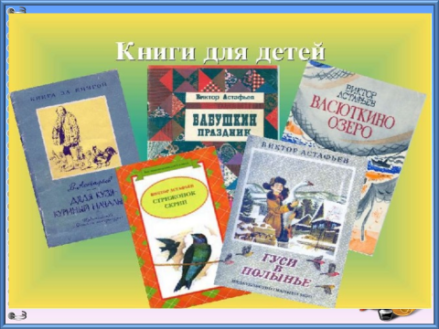 Книги для детей
КНИГА ЗА КНИГОЙ
В. Астафьев
ДЯДЯ КУЗЯ
КУРИНЫЙ НАЧАЛЬНИК
Виктор Астафьев
БАБУШКИН
ПРАЗДНИК
ВИКТОР
АСТАФЬЕВ
ВАСЮТКИНО
ОЗЕРО
ВИКТОР АСТАФЬЕВ
СТРИЖОНОК
СКРИП
ВИКТОР АСТАФЬЕВ
ГУСИ
В
ПОЛЫНЬЕ